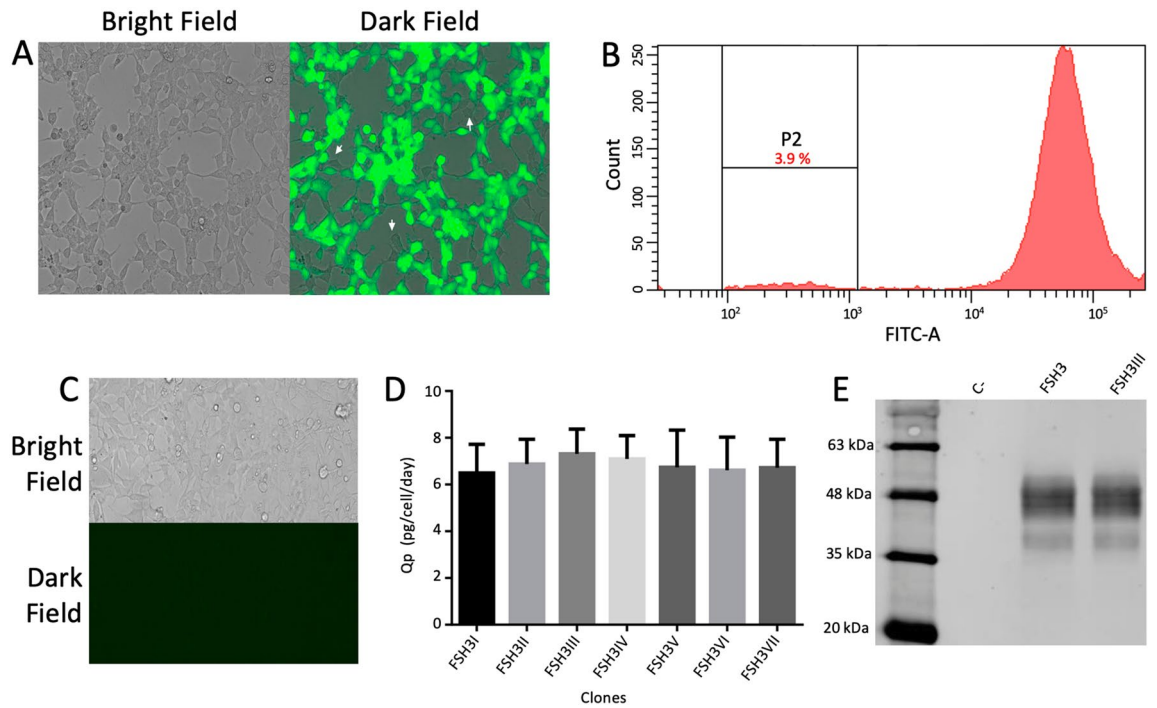 Bright Field
Dark Field
A
B
250
200
150
100
50
0
Count
P2
3.9 %
10²
10³
10⁴
10⁵
FITC-A
C
Bright
Field
Dark
Field
D
10
8
6
4
2
0
Qp (pg/cell/day)
FSH3I
FSH3II
FSH3III
FSH3IV
FSH3V
FSH3VI
FSH3VII
Clones
E
C-
FSH3
FSH3III
63 kDa
48 kDa
35 kDa
20 kDa